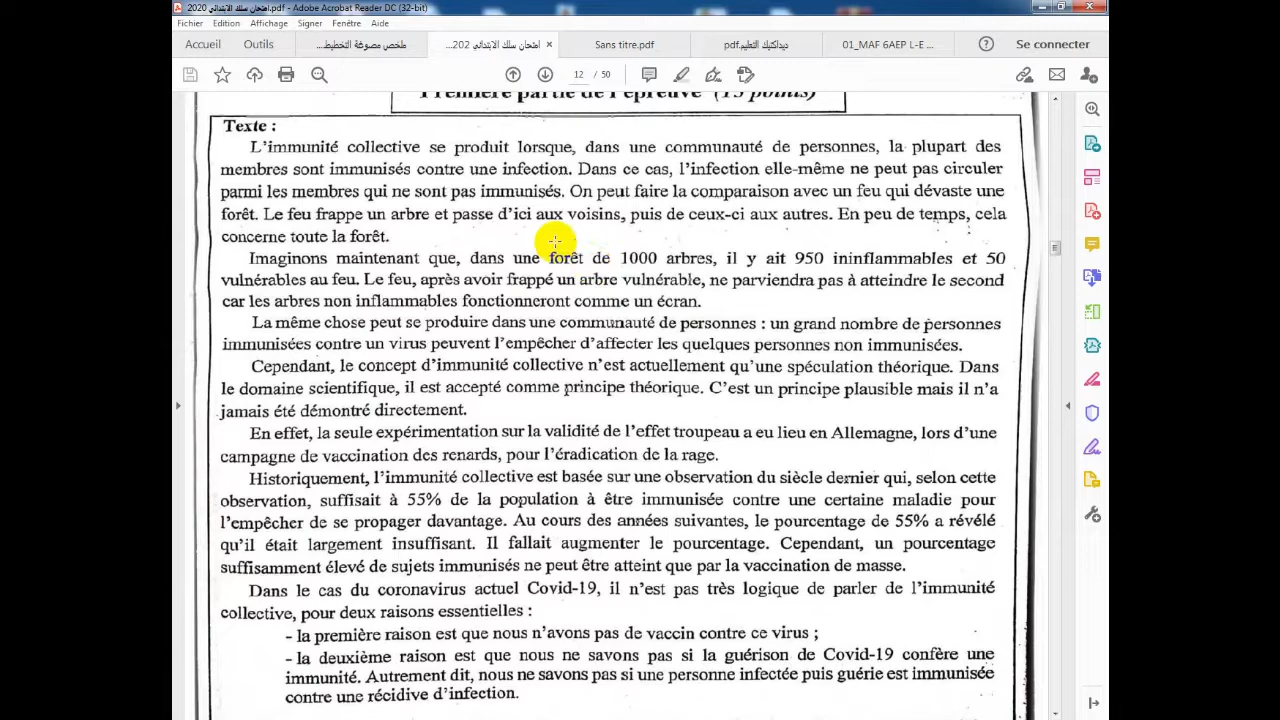 امتحان سلك الابتدائي 2020.pdf - Adobe Acrobat Reader DC (32-bit)
Fichier Edition Affichage Signer Fenêtre Aide
Accueil Outils ملخص مصوغة التخطيط... امتحان سلك الابتدائي 202... × Sans titre.pdf ديداكتيك التعليم.pdf 01_MAF 6AEP L-E ... Se connecter
12 / 50
Première partie de l'épreuve (15 points)
Texte :
L'immunité collective se produit lorsque, dans une communauté de personnes, la plupart des
membres sont immunisés contre une infection. Dans ce cas, l'infection elle-même ne peut pas circuler
parmi les membres qui ne sont pas immunisés. On peut faire la comparaison avec un feu qui dévaste une
forêt. Le feu frappe un arbre et passe d'ici aux voisins, puis de ceux-ci aux autres. En peu de temps, cela
concerne toute la forêt.
Imaginons maintenant que, dans une forêt de 1000 arbres, il y ait 950 ininflammables et 50
vulnérables au feu. Le feu, après avoir frappé un arbre vulnérable, ne parviendra pas à atteindre le second
car les arbres non inflammables fonctionneront comme un écran.
La même chose peut se produire dans une communauté de personnes : un grand nombre de personnes
immunisées contre un virus peuvent l'empêcher d'affecter les quelques personnes non immunisées.
Cependant, le concept d'immunité collective n'est actuellement qu'une spéculation théorique. Dans
le domaine scientifique, il est accepté comme principe théorique. C'est un principe plausible mais il n'a
jamais été démontré directement.
En effet, la seule expérimentation sur la validité de l'effet troupeau a eu lieu en Allemagne, lors d'une
campagne de vaccination des renards, pour l'éradication de la rage.
Historiquement, l'immunité collective est basée sur une observation du siècle dernier qui, selon cette
observation, suffisait à 55% de la population à être immunisée contre une certaine maladie pour
l'empêcher de se propager davantage. Au cours des années suivantes, le pourcentage de 55% a révélé
qu'il était largement insuffisant. Il fallait augmenter le pourcentage. Cependant, un pourcentage
suffisamment élevé de sujets immunisés ne peut être atteint que par la vaccination de masse.
Dans le cas du coronavirus actuel Covid-19, il n'est pas très logique de parler de l'immunité
collective, pour deux raisons essentielles :
- la première raison est que nous n'avons pas de vaccin contre ce virus ;
- la deuxième raison est que nous ne savons pas si la guérison de Covid-19 confère une
immunité. Autrement dit, nous ne savons pas si une personne infectée puis guérie est immunisée
contre une récidive d'infection.